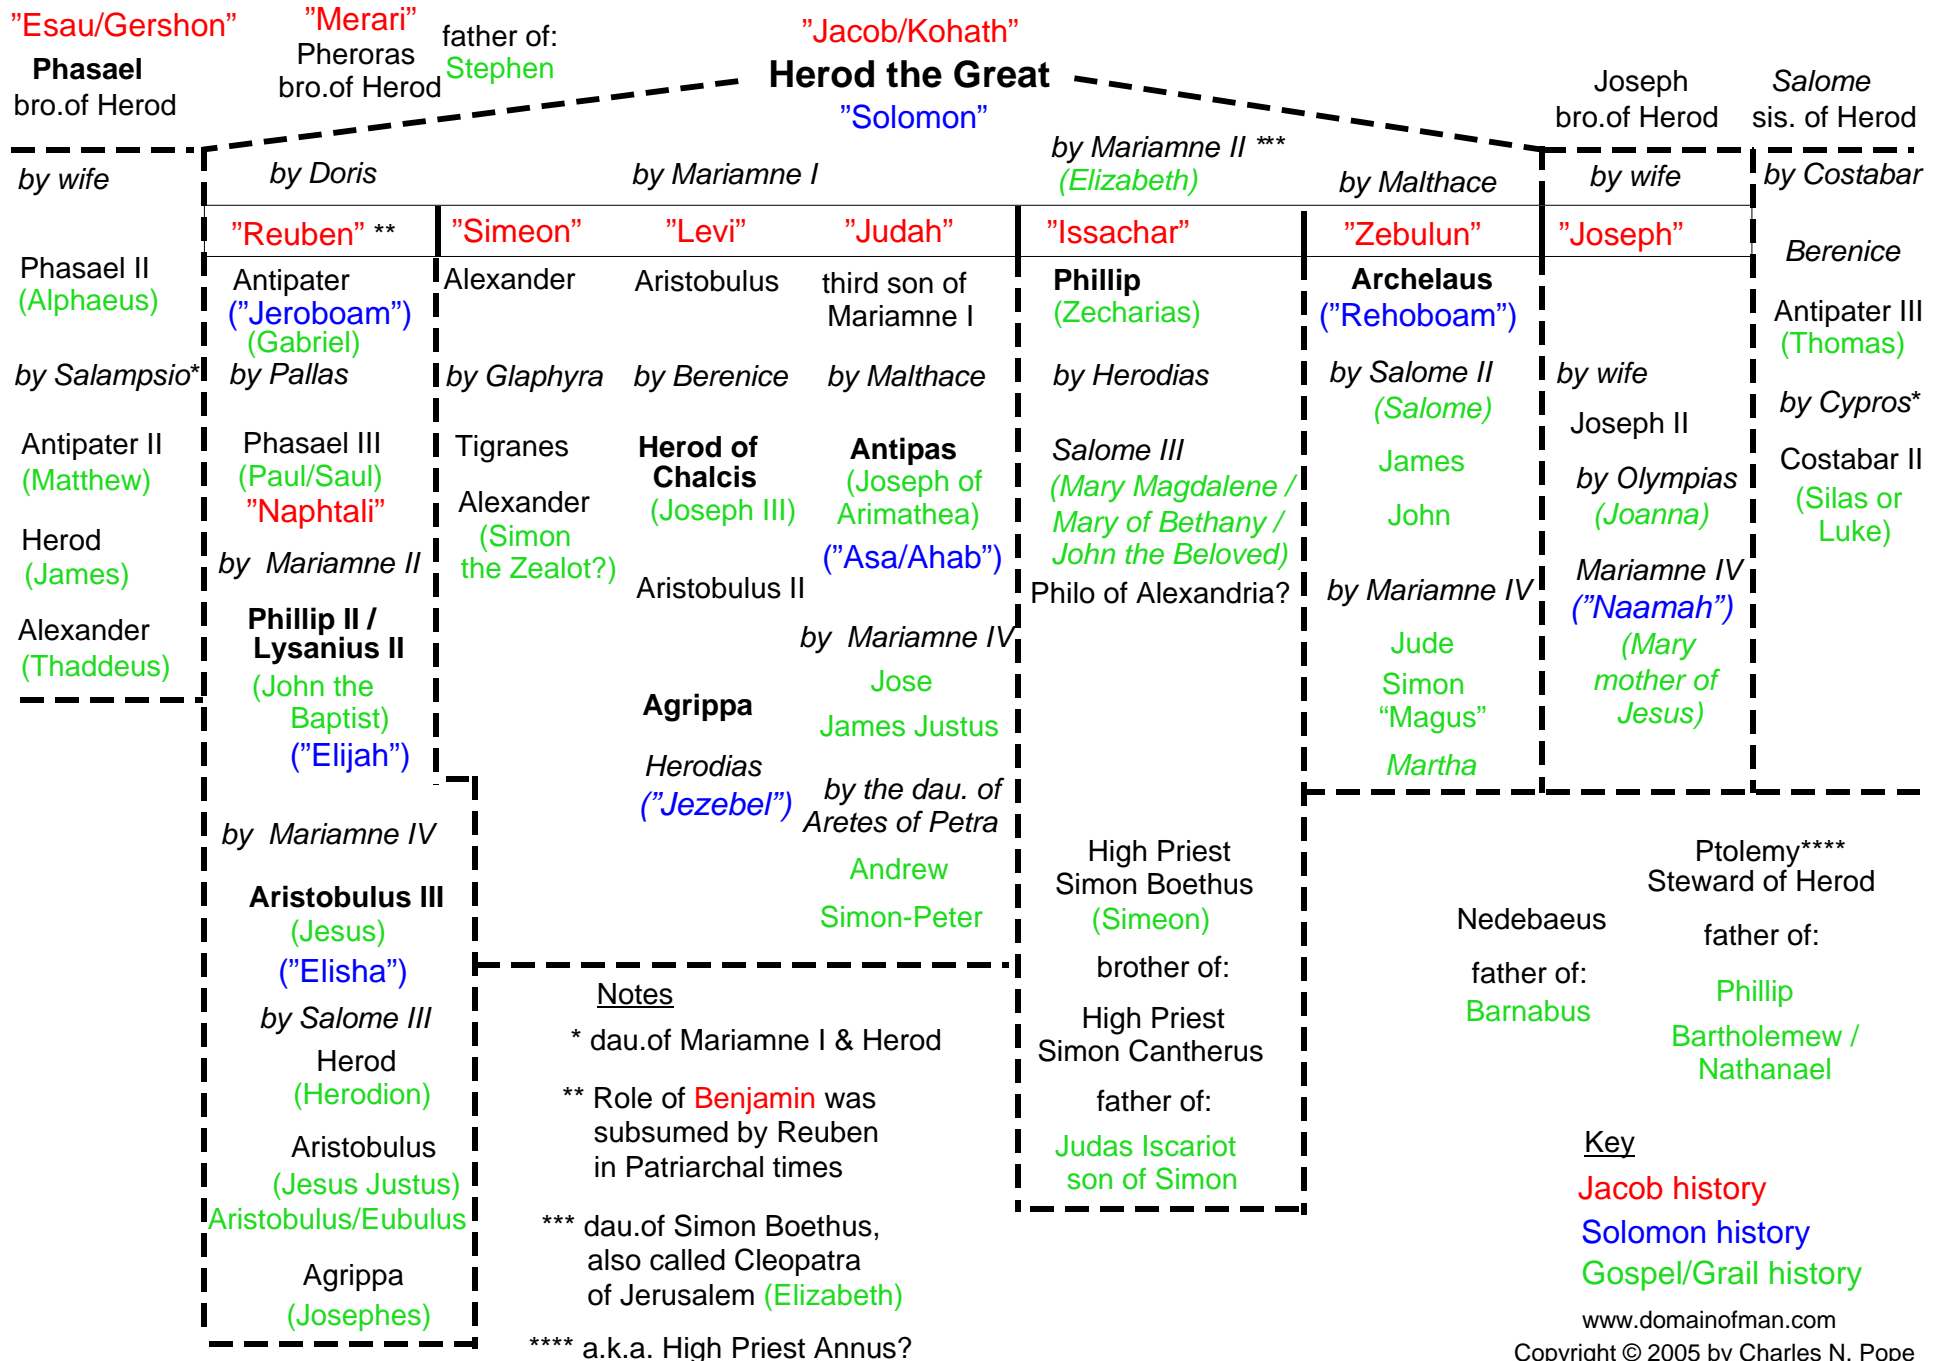 ”Esau/Gershon”
Phasael
bro.of Herod
”Merari”
Pheroras
bro.of Herod
father of:
Stephen
”Jacob/Kohath”
Herod the Great
”Solomon”
Joseph
bro.of Herod
Salome
sis. of Herod
by wife
by Doris
by Mariamne I
by Mariamne II ***
(Elizabeth)
by Malthace
by wife
by Costabar
”Reuben” **
”Simeon”
”Levi”
”Judah”
”Issachar”
”Zebulun”
”Joseph”
Phasael II
(Alphaeus)
by Salampsio*
Antipater II
(Matthew)
Herod
(James)
Alexander
(Thaddeus)
Antipater
(”Jeroboam”)
(Gabriel)
by Pallas
Phasael III
(Paul/Saul)
”Naphtali”
by Mariamne II
Phillip II /
Lysanius II
(John the
Baptist)
(”Elijah”)
by Mariamne IV
Aristobulus III
(Jesus)
(”Elisha”)
by Salome III
Herod
(Herodion)
Aristobulus
(Jesus Justus)
Aristobulus/Eubulus
Agrippa
(Josephes)
Alexander
by Glaphyra
Tigranes
Alexander
(Simon
the Zealot?)
Aristobulus
by Berenice
Herod of
Chalcis
(Joseph III)
Aristobulus II
Agrippa
Herodias
(”Jezebel”)
third son of
Mariamne I
by Malthace
Antipas
(Joseph of
Arimathea)
(”Asa/Ahab”)
by Mariamne IV
Jose
James Justus
by the dau. of
Aretes of Petra
Andrew
Simon-Peter
Phillip
(Zecharias)
by Herodias
Salome III
(Mary Magdalene /
Mary of Bethany /
John the Beloved)
Philo of Alexandria?
High Priest
Simon Boethus
(Simeon)
brother of:
High Priest
Simon Cantherus
father of:
Judas Iscariot
son of Simon
Archelaus
(”Rehoboam”)
by Salome II
(Salome)
James
John
by Mariamne IV
Jude
Simon
“Magus”
Martha
by wife
Joseph II
by Olympias
(Joanna)
Mariamne IV
(”Naamah”)
(Mary
mother of
Jesus)
Berenice
Antipater III
(Thomas)
by Cypros*
Costabar II
(Silas or
Luke)
Nedebaeus
father of:
Barnabus
Ptolemy****
Steward of Herod
father of:
Phillip
Bartholemew /
Nathanael
Notes
* dau.of Mariamne I & Herod
** Role of Benjamin was
subsumed by Reuben
in Patriarchal times
*** dau.of Simon Boethus,
also called Cleopatra
of Jerusalem (Elizabeth)
**** a.k.a. High Priest Annus?
Key
Jacob history
Solomon history
Gospel/Grail history
www.domainofman.com
Copyright © 2005 by Charles N. Pope